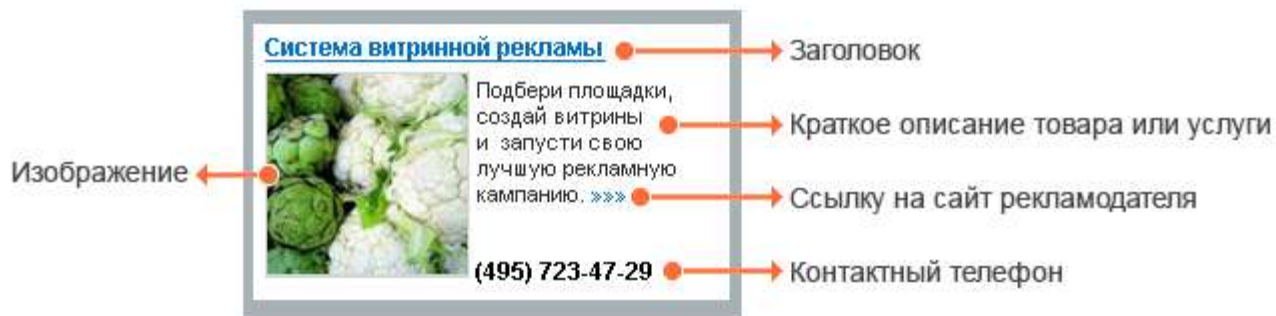 Система витринной рекламы
Заголовок
Подбери площадки,
создай витрины
и запусти свою
лучшую рекламную
кампанию. »»»
Краткое описание товара или услуги
Изображение
Ссылку на сайт рекламодателя
(495) 723-47-29
Контактный телефон